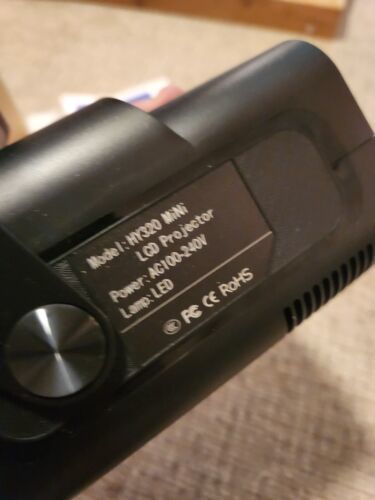 Model:HY320 MiNi
LCD Projector
Power:AC100-240V
Lamp:LED
FC CE RoHS